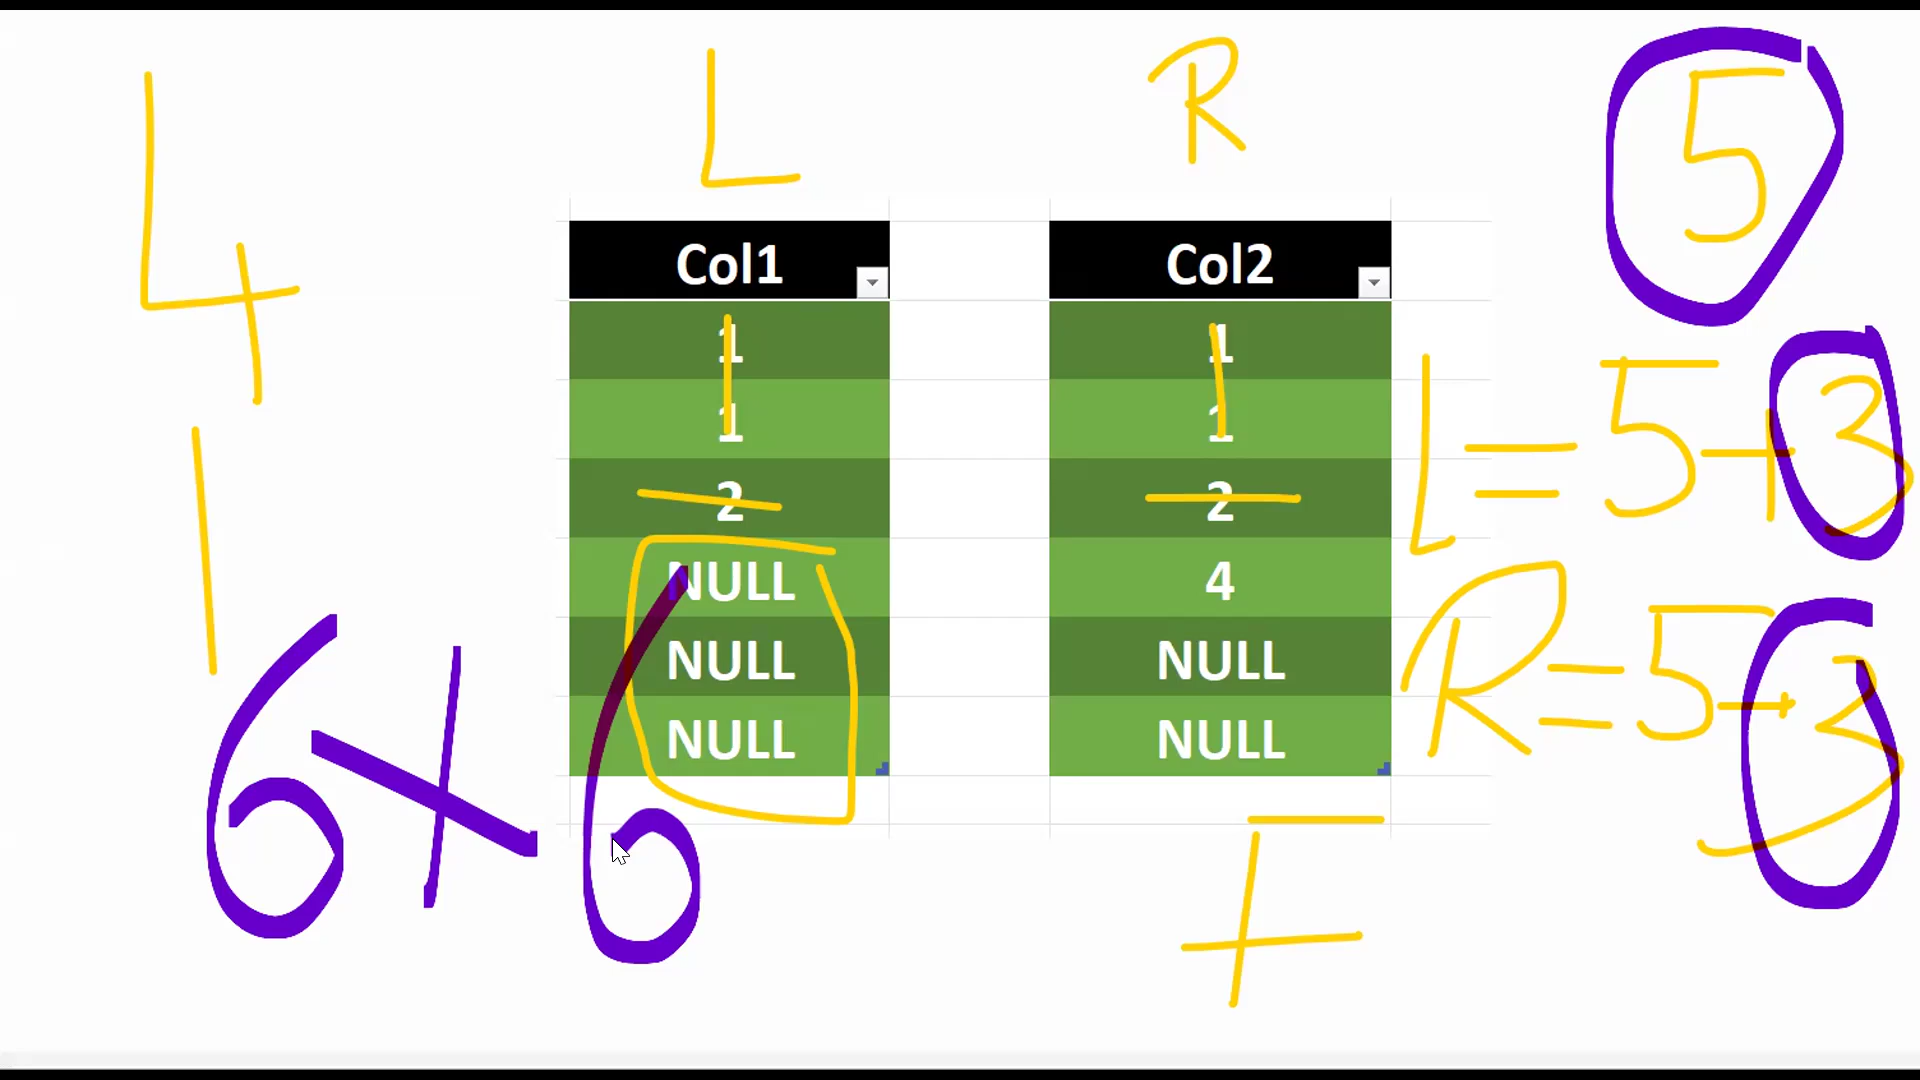 4 L R 5
Col1 Col2
1 1
1 1
2 2
NULL 4
NULL NULL
NULL NULL
L = 5 + 3
R = 5 + 3
1
6 X 6